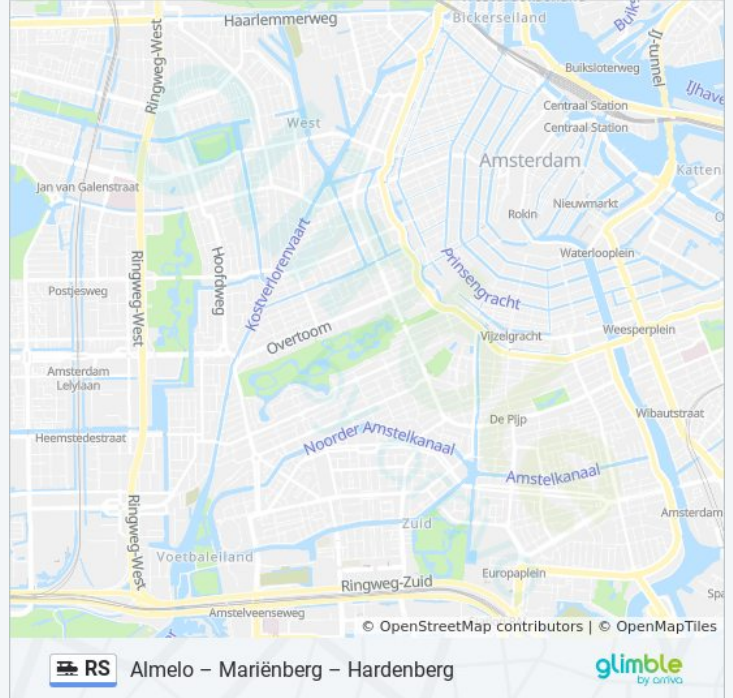 Haarlemmerweg
Bickerseiland
Ringweg-West
IJ-tunnel
Buiksloterweg
Centraal Station
Centraal Station
West
Amsterdam
Jan van Galenstraat
Rokin
Nieuwmarkt
Hoofdweg
Kostverlorenvaart
Waterlooplein
Prinsengracht
Ringweg-West
Postjesweg
Overtoom
Vijzelgracht
Weesperplein
Amsterdam
Lelylaan
De Pijp
Wibautstraat
Heemstedestraat
Noorder Amstelkanaal
Amstelkanaal
Ringweg-West
Amsterdam
Zuid
Voetbaleiland
Europaplein
Ringweg-Zuid
Amstelveenseweg
© OpenStreetMap contributors | © OpenMapTiles
RS Almelo – Mariënberg – Hardenberg
glimble
by arriva